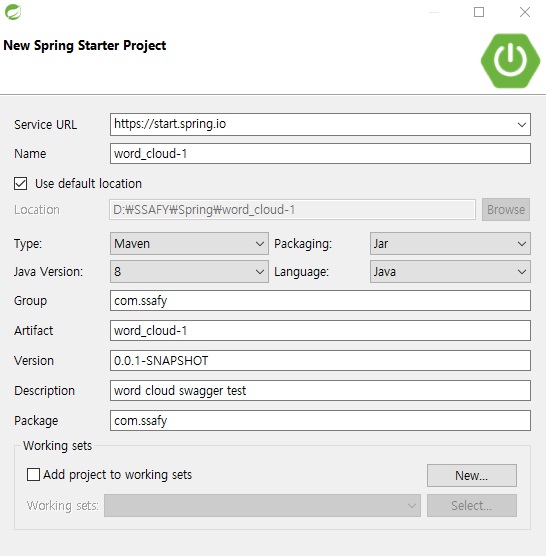 New Spring Starter Project
Service URL https://start.spring.io
Name word_cloud-1
Use default location
Location D:₩SSAFY₩Spring₩word_cloud-1 Browse
Type: Maven Packaging: Jar
Java Version: 8 Language: Java
Group com.ssafy
Artifact word_cloud-1
Version 0.0.1-SNAPSHOT
Description word cloud swagger test
Package com.ssafy
Working sets
Add project to working sets New...
Working sets: Select...